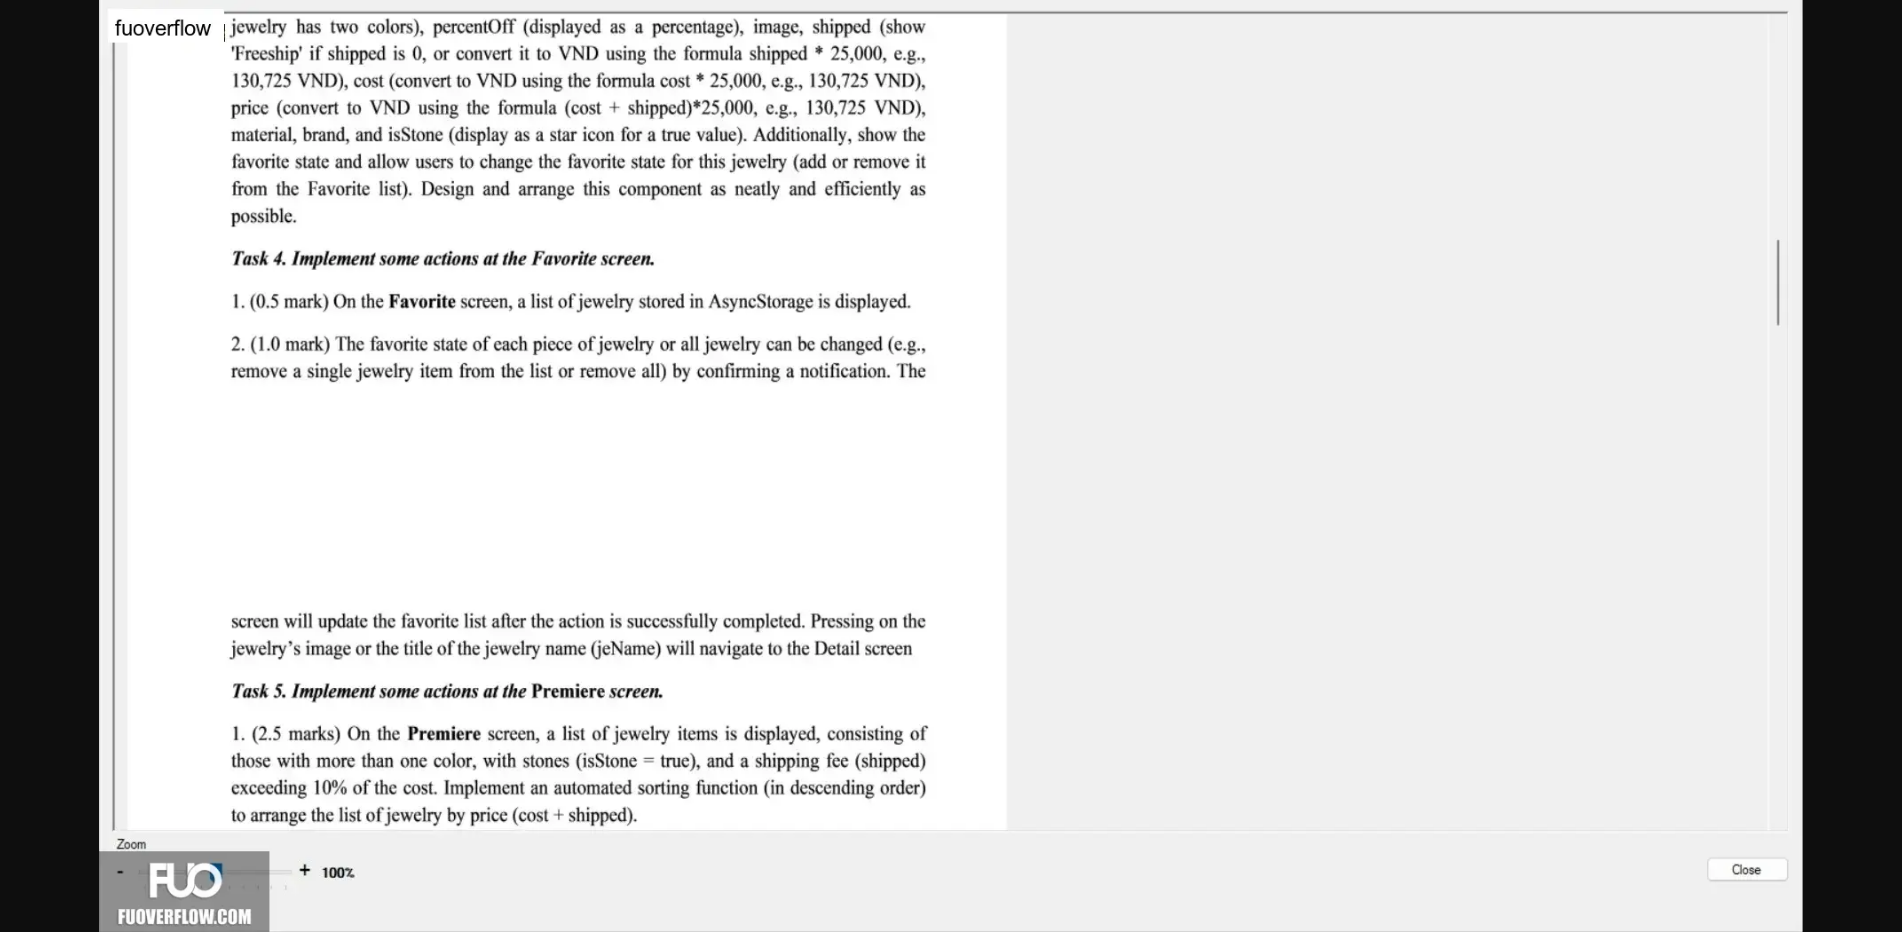 fuoverflow
jewelry has two colors), percentOff (displayed as a percentage), image, shipped (show
'Freeship' if shipped is 0, or convert it to VND using the formula shipped * 25,000, e.g.,
130,725 VND), cost (convert to VND using the formula cost * 25,000, e.g., 130,725 VND),
price (convert to VND using the formula (cost + shipped)*25,000, e.g., 130,725 VND),
material, brand, and isStone (display as a star icon for a true value). Additionally, show the
favorite state and allow users to change the favorite state for this jewelry (add or remove it
from the Favorite list). Design and arrange this component as neatly and efficiently as
possible.
Task 4. Implement some actions at the Favorite screen.
1. (0.5 mark) On the Favorite screen, a list of jewelry stored in AsyncStorage is displayed.
2. (1.0 mark) The favorite state of each piece of jewelry or all jewelry can be changed (e.g.,
remove a single jewelry item from the list or remove all) by confirming a notification. The
screen will update the favorite list after the action is successfully completed. Pressing on the
jewelry's image or the title of the jewelry name (jeName) will navigate to the Detail screen
Task 5. Implement some actions at the Premiere screen.
1. (2.5 marks) On the Premiere screen, a list of jewelry items is displayed, consisting of
those with more than one color, with stones (isStone = true), and a shipping fee (shipped)
exceeding 10% of the cost. Implement an automated sorting function (in descending order)
to arrange the list of jewelry by price (cost + shipped).
Zoom
- + 100%
Close
FUO
FUOVERFLOW.COM